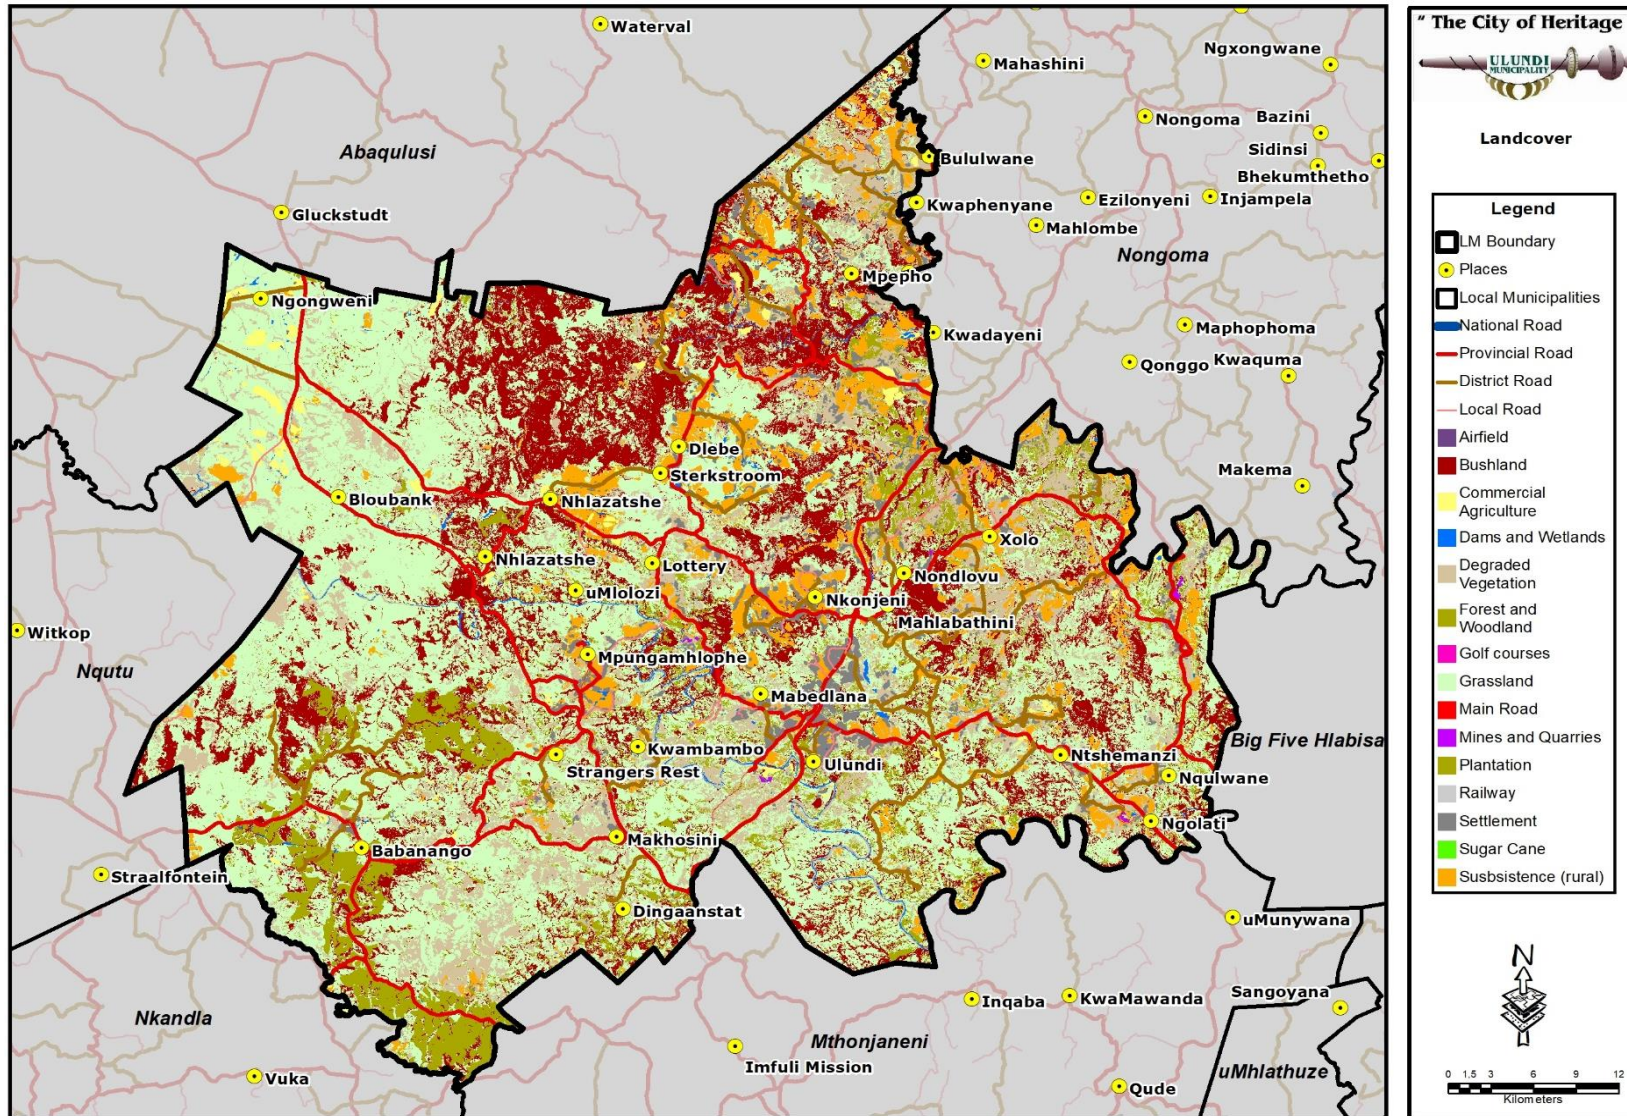 Waterval
Mahashini
Ngxongwane
Nongoma
Bazini
Abaqulusi
Bululwane
Sidinsi
Bhekumthetho
Gluckstudt
Kwaphenyane
Ezilonyeni
Injampela
Mahlombe
Nongoma
Ngongweni
Mpepho
Kwadayeni
Maphophoma
Qonggo
Kwaquma
Dlebe
Sterkstroom
Makema
Bloubank
Nhlazatshe
Xolo
Nhlazatshe
Lottery
Nondlovu
uMlolozi
Nkonjeni
Mahlabathini
Witkop
Nqutu
Mpungamhlophe
Mabedlana
Kwambambo
Big Five Hlabisa
Strangers Rest
Ulundi
Ntshemanzi
Nqulwane
Ngolati
Makhosini
Babanango
Straalfontein
Dingaanstat
uMunywana
Inqaba
KwaMawanda
Sangoyana
Nkandla
Mthonjaneni
Imfuli Mission
uMhlathuze
Vuka
Qude
" The City of Heritage
ULUNDI
MUNICIPALITY
Landcover
Legend
LM Boundary
Places
Local Municipalities
National Road
Provincial Road
District Road
Local Road
Airfield
Bushland
Commercial
Agriculture
Dams and Wetlands
Degraded
Vegetation
Forest and
Woodland
Golf courses
Grassland
Main Road
Mines and Quarries
Plantation
Railway
Settlement
Sugar Cane
Susbsistence (rural)
N
0 1.5 3 6 9 12
Kilometers